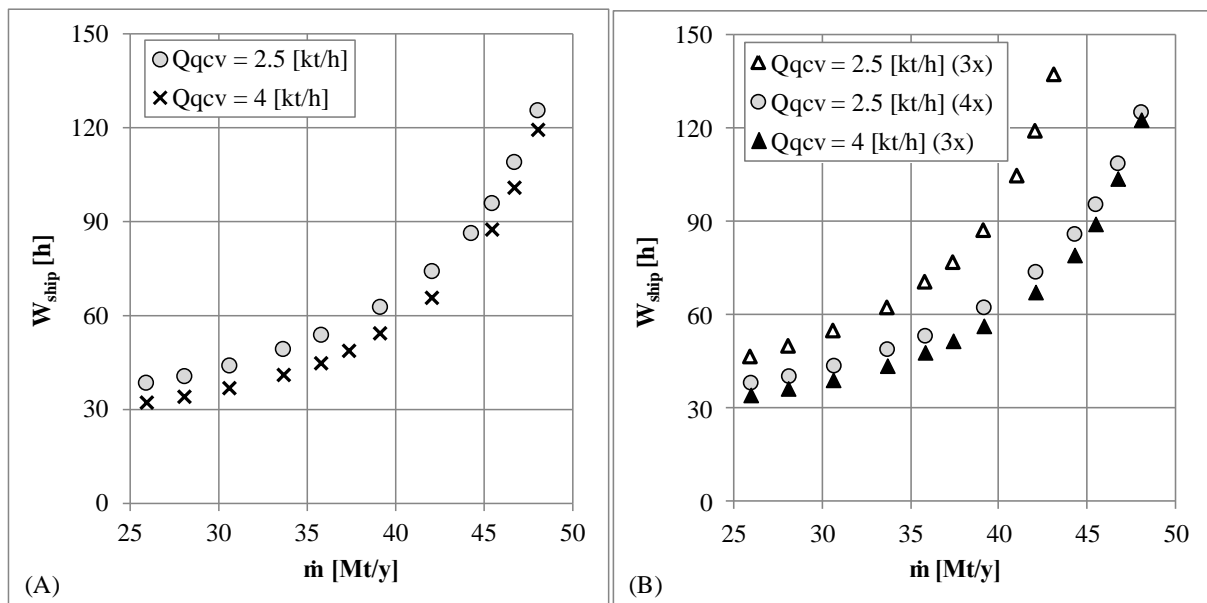 150
120
90
60
30
0
W_ship [h]
Qqcv = 2.5 [kt/h]
Qqcv = 4 [kt/h]
25 30 35 40 45 50
ṁ [Mt/y]
(A)
150
120
90
60
30
0
W_ship [h]
Qqcv = 2.5 [kt/h] (3x)
Qqcv = 2.5 [kt/h] (4x)
Qqcv = 4 [kt/h] (3x)
25 30 35 40 45 50
ṁ [Mt/y]
(B)